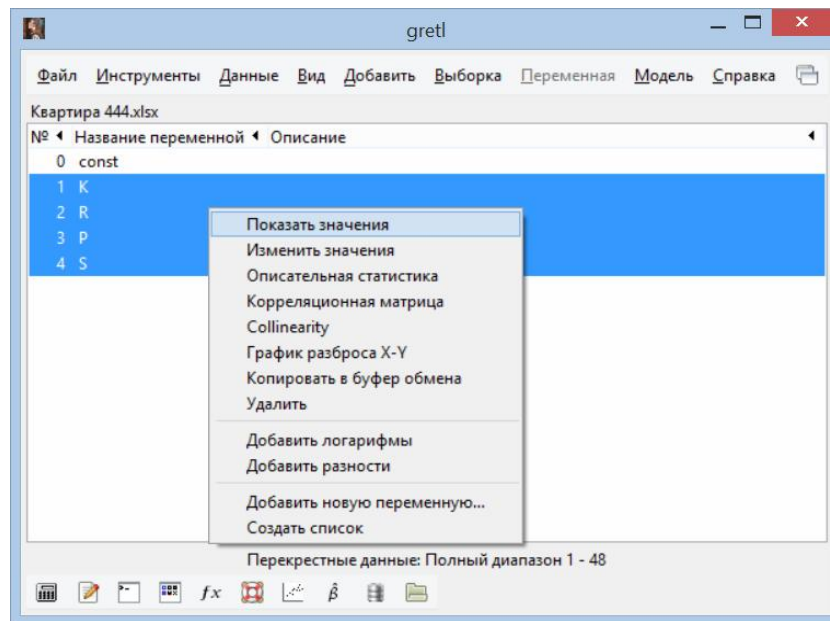 gretl
Файл Инструменты Данные Вид Добавить Выборка Переменная Модель Справка
Квартира 444.xlsx
№ Название переменной Описание
0 const
1 K
2 R
3 P
4 S
Показать значения
Изменить значения
Описательная статистика
Корреляционная матрица
Collinearity
График разброса X-Y
Копировать в буфер обмена
Удалить
Добавить логарифмы
Добавить разности
Добавить новую переменную...
Создать список
Перекрестные данные: Полный диапазон 1 - 48
fx β̂